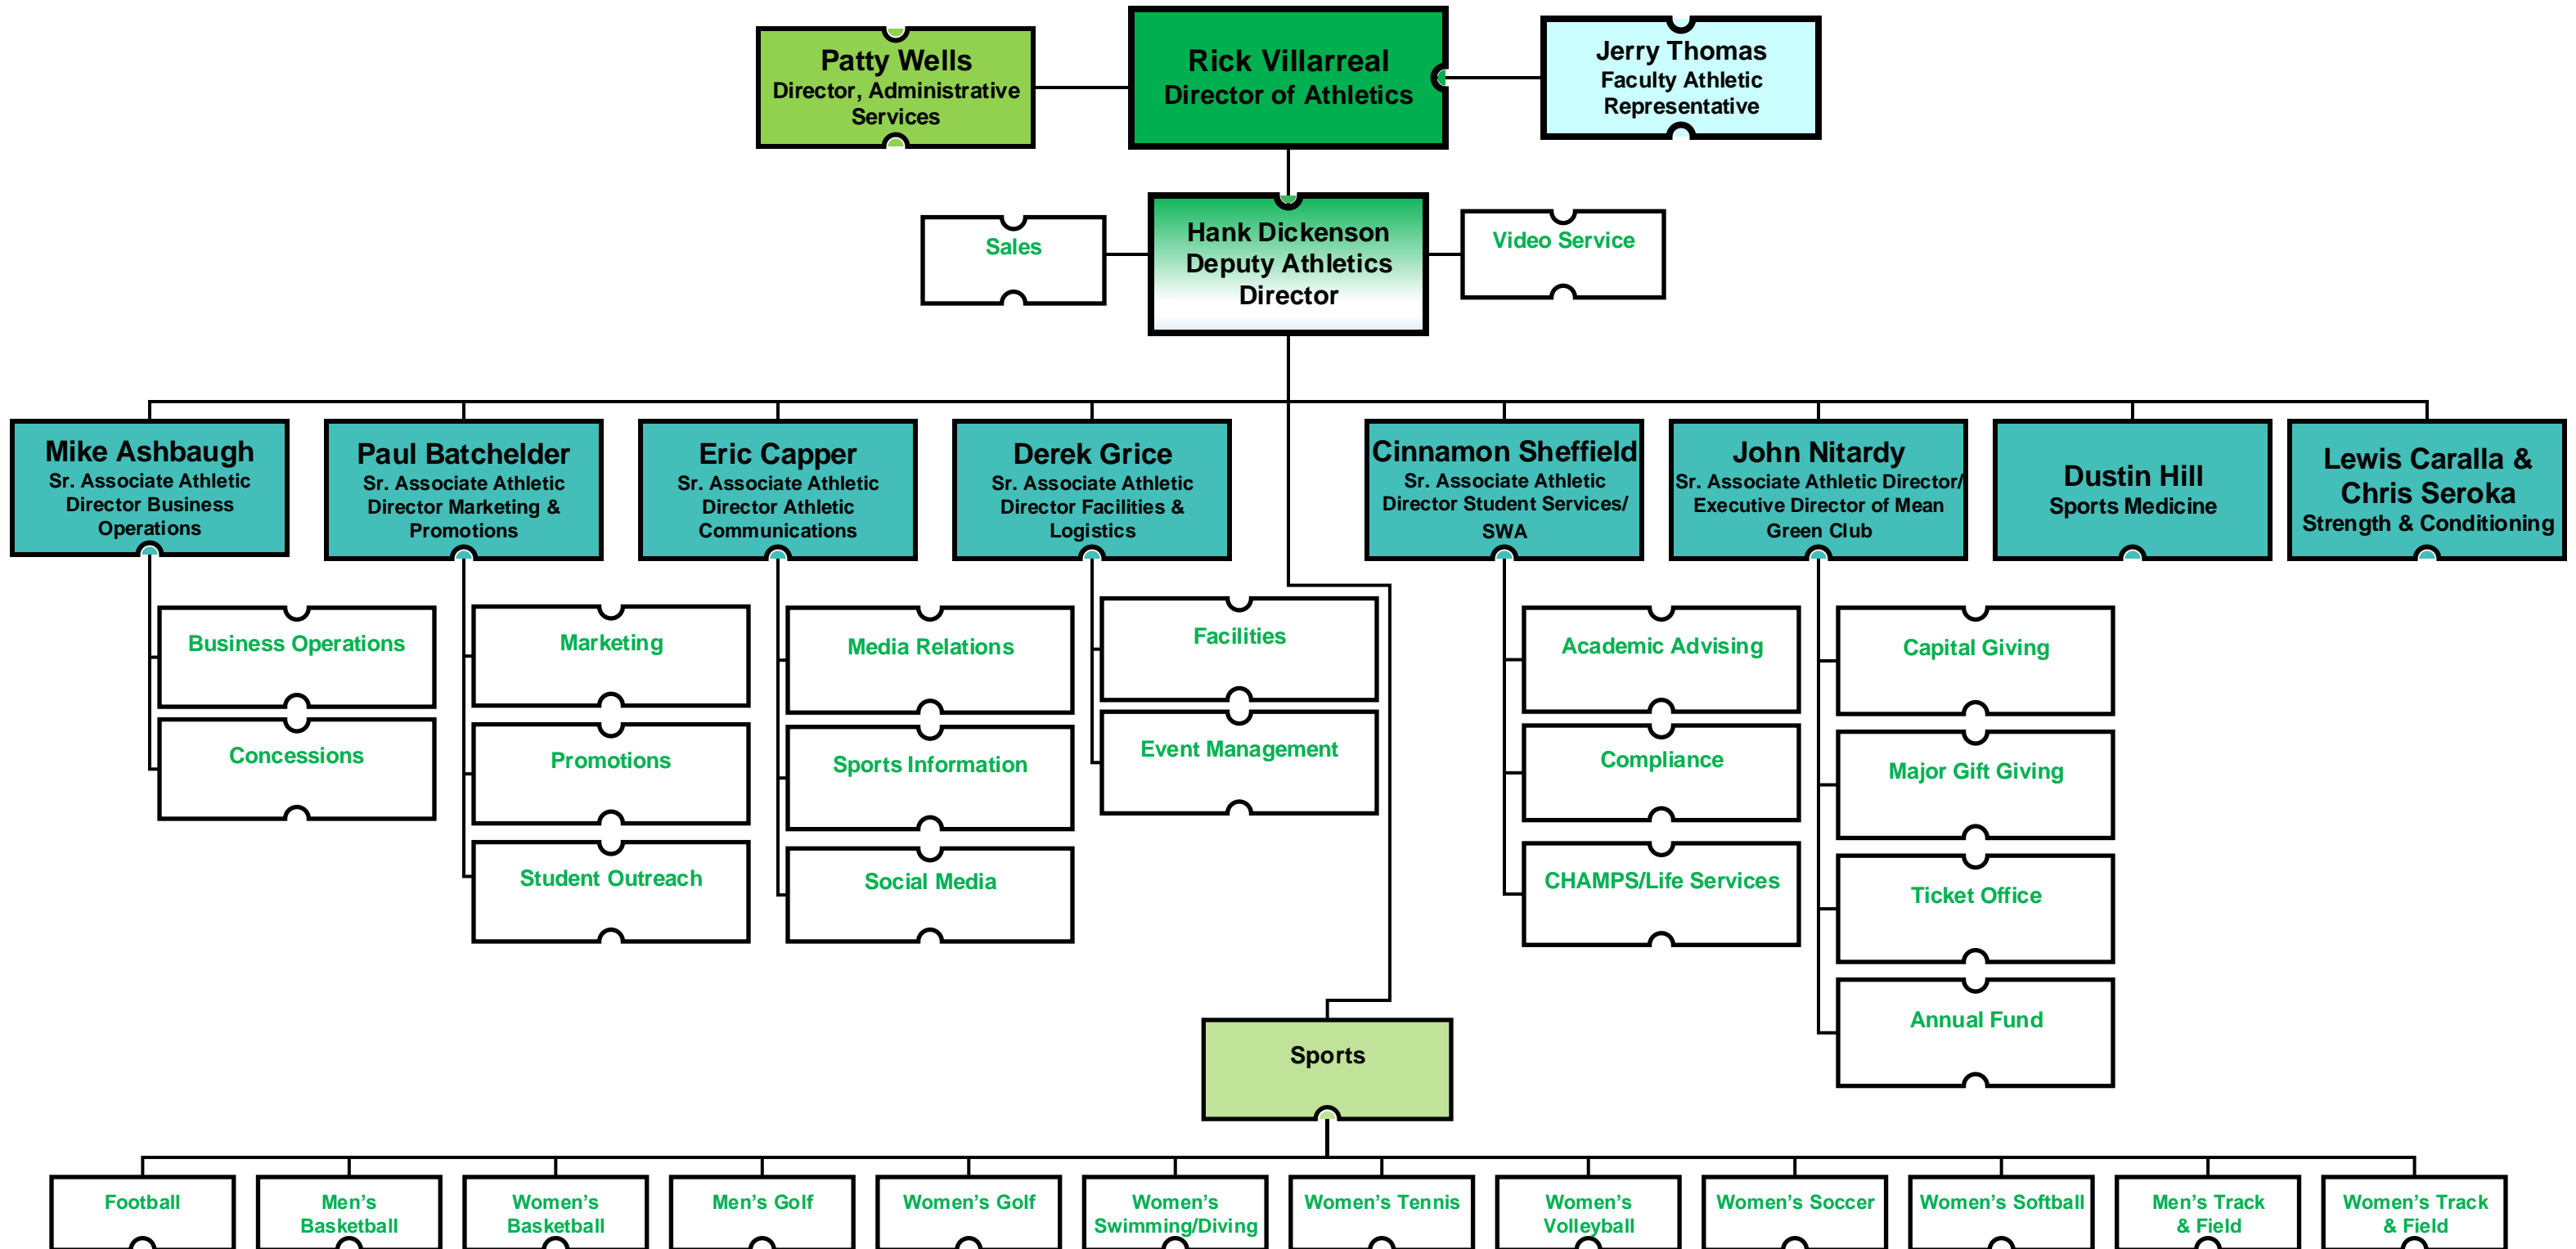 Patty Wells
Director, Administrative
Services
Rick Villarreal
Director of Athletics
Jerry Thomas
Faculty Athletic
Representative
Sales
Hank Dickenson
Deputy Athletics
Director
Video Service
Mike Ashbaugh
Sr. Associate Athletic
Director Business
Operations
Paul Batchelder
Sr. Associate Athletic
Director Marketing &
Promotions
Eric Capper
Sr. Associate Athletic
Director Athletic
Communications
Derek Grice
Sr. Associate Athletic
Director Facilities &
Logistics
Cinnamon Sheffield
Sr. Associate Athletic
Director Student Services/
SWA
John Nitardy
Sr. Associate Athletic Director/
Executive Director of Mean
Green Club
Dustin Hill
Sports Medicine
Lewis Caralla &
Chris Seroka
Strength & Conditioning
Business Operations
Concessions
Marketing
Promotions
Student Outreach
Media Relations
Sports Information
Social Media
Facilities
Event Management
Academic Advising
Compliance
CHAMPS/Life Services
Capital Giving
Major Gift Giving
Ticket Office
Annual Fund
Sports
Football
Men’s
Basketball
Women’s
Basketball
Men’s Golf
Women’s Golf
Women’s
Swimming/Diving
Women’s Tennis
Women’s
Volleyball
Women’s Soccer
Women’s Softball
Men’s Track
& Field
Women’s Track
& Field